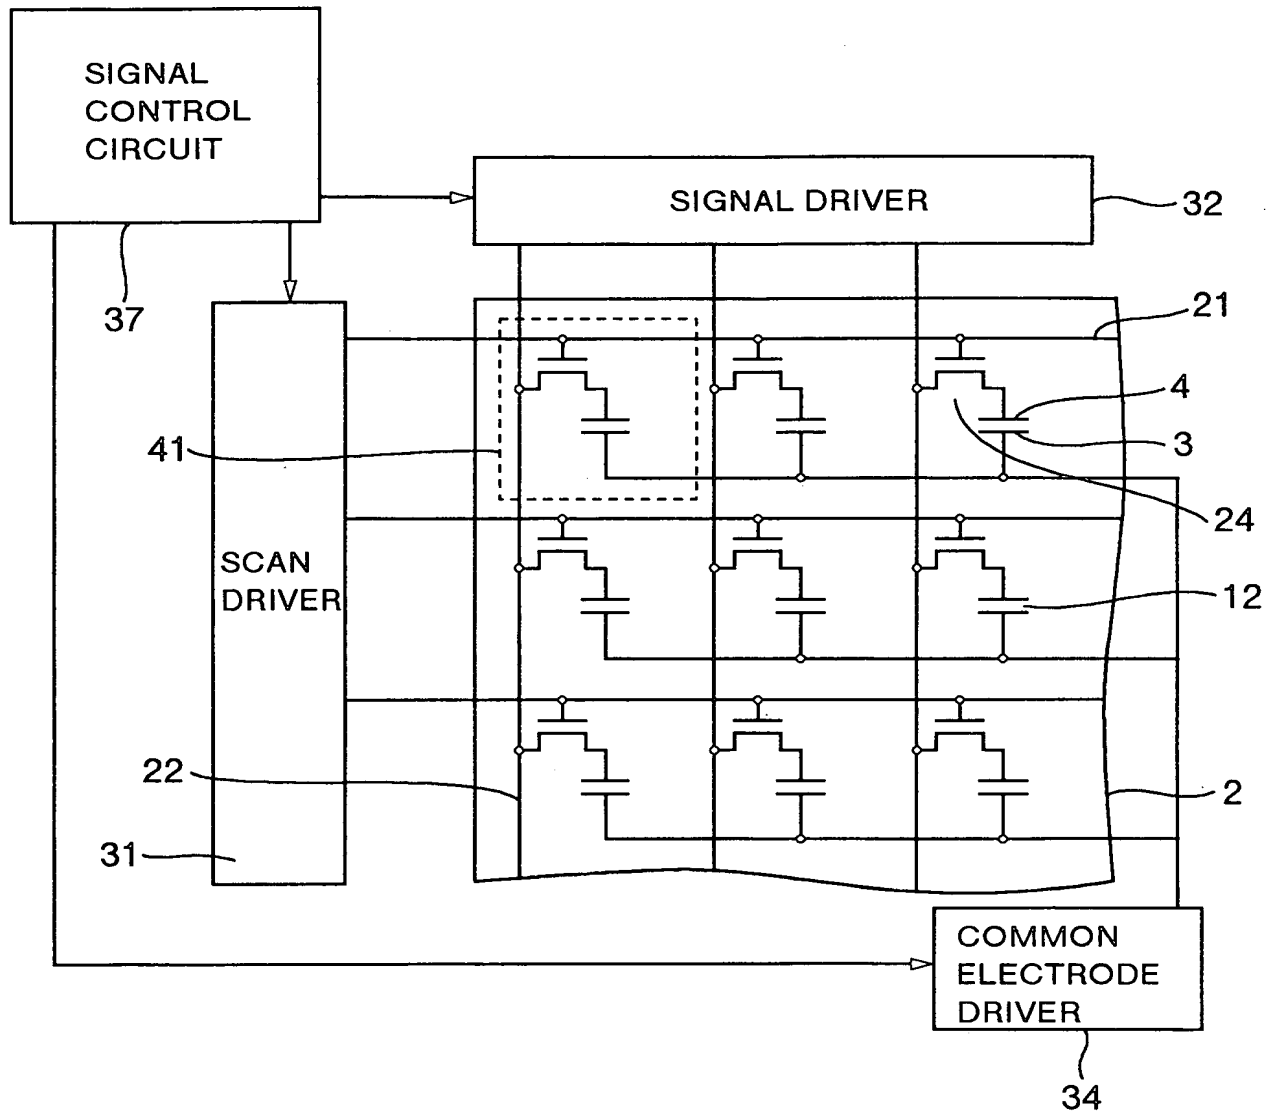 SIGNAL
CONTROL
CIRCUIT
37
SIGNAL DRIVER
32
21
4
3
41
24
SCAN
DRIVER
12
22
2
31
COMMON
ELECTRODE
DRIVER
34